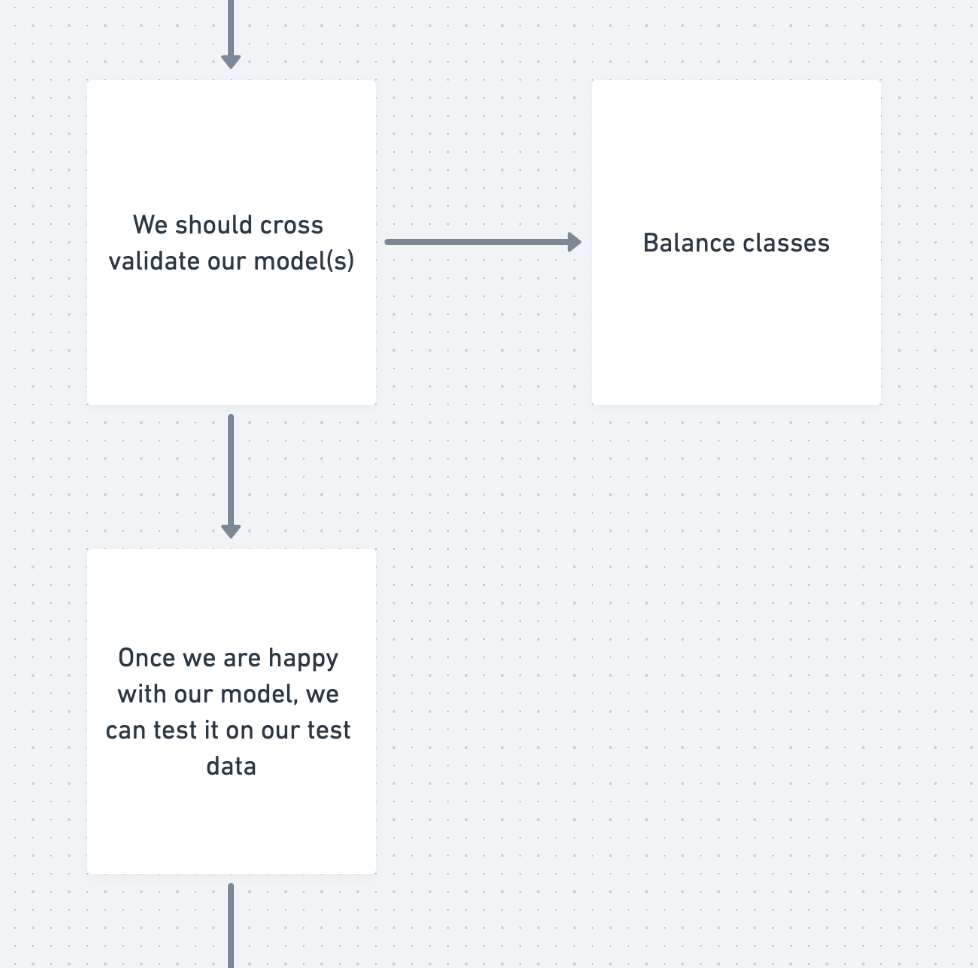 We should cross
validate our model(s)
Balance classes
Once we are happy
with our model, we
can test it on our test
data